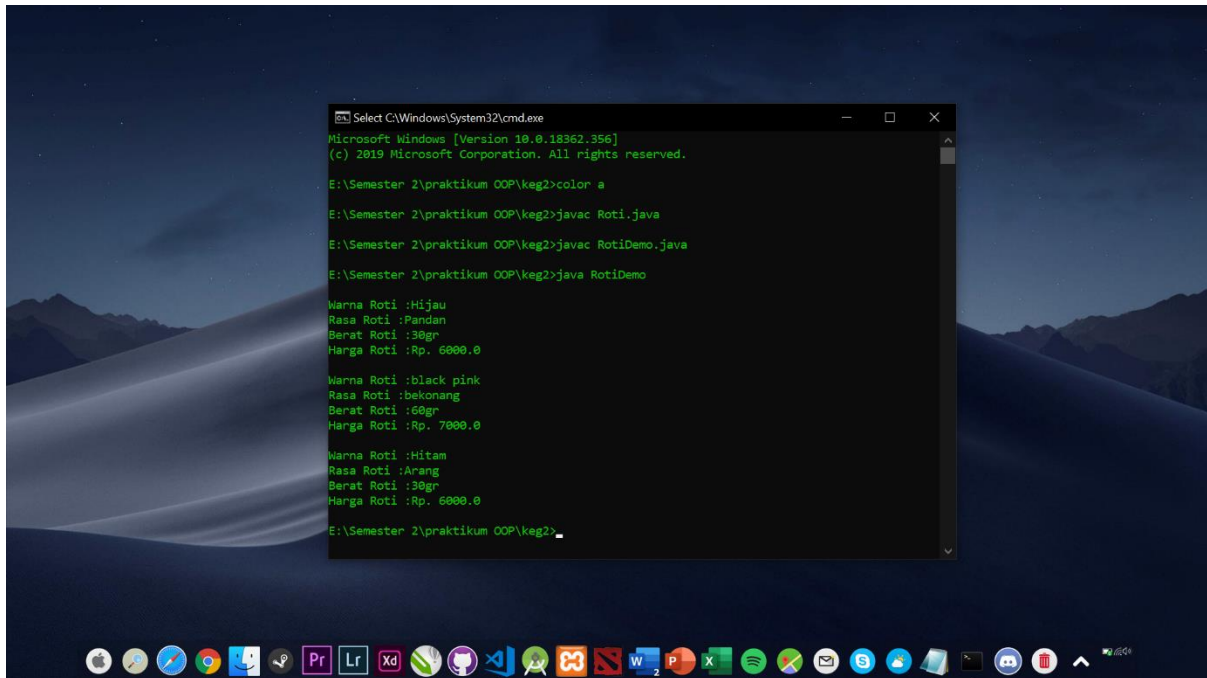 Select C:\Windows\System32\cmd.exe
Microsoft Windows [Version 10.0.18362.356]
(c) 2019 Microsoft Corporation. All rights reserved.
E:\Semester 2\praktikum OOP\keg2>color a
E:\Semester 2\praktikum OOP\keg2>javac Roti.java
E:\Semester 2\praktikum OOP\keg2>javac RotiDemo.java
E:\Semester 2\praktikum OOP\keg2>java RotiDemo
Warna Roti :Hijau
Rasa Roti :Pandan
Berat Roti :30gr
Harga Roti :Rp. 6000.0
Warna Roti :black pink
Rasa Roti :bekonang
Berat Roti :60gr
Harga Roti :Rp. 7000.0
Warna Roti :Hitam
Rasa Roti :Arang
Berat Roti :30gr
Harga Roti :Rp. 6000.0
E:\Semester 2\praktikum OOP\keg2>
Pr Lr Xd W 2 P X S